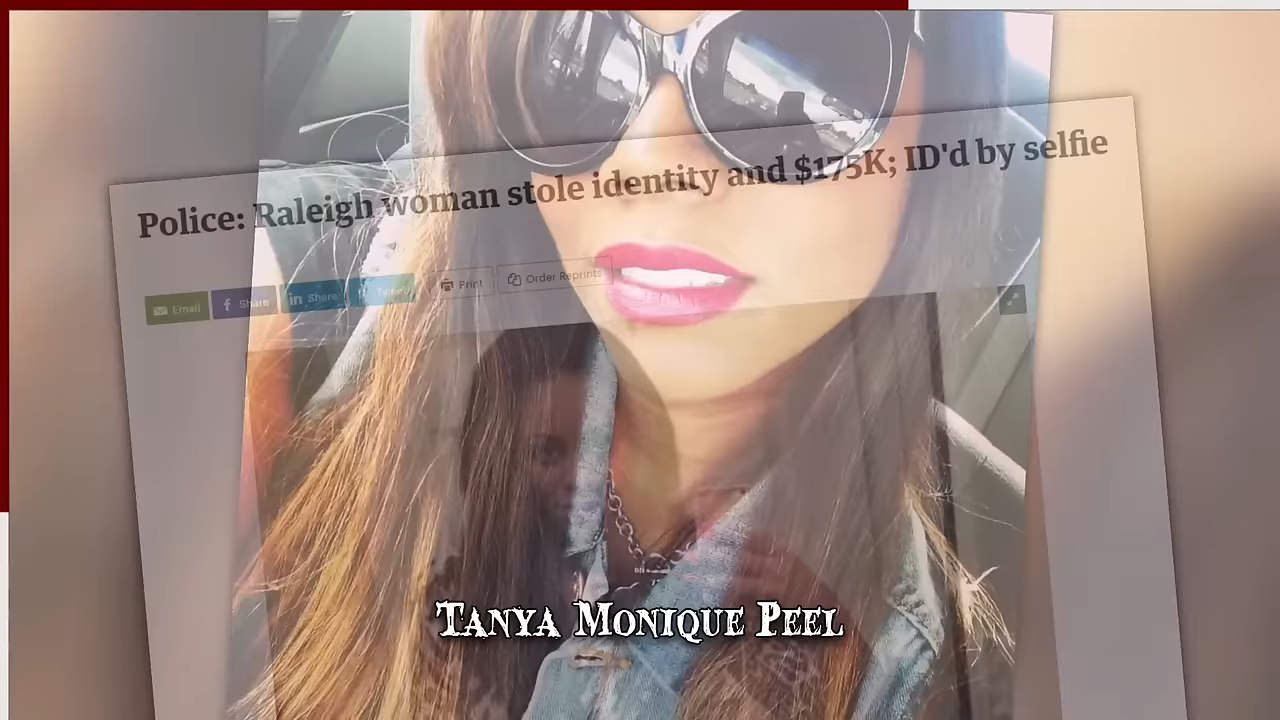 Police: Raleigh woman stole identity and $175K; ID'd by selfie
Email Share Share Tweet Print Order Reprints
Tanya Monique Peel